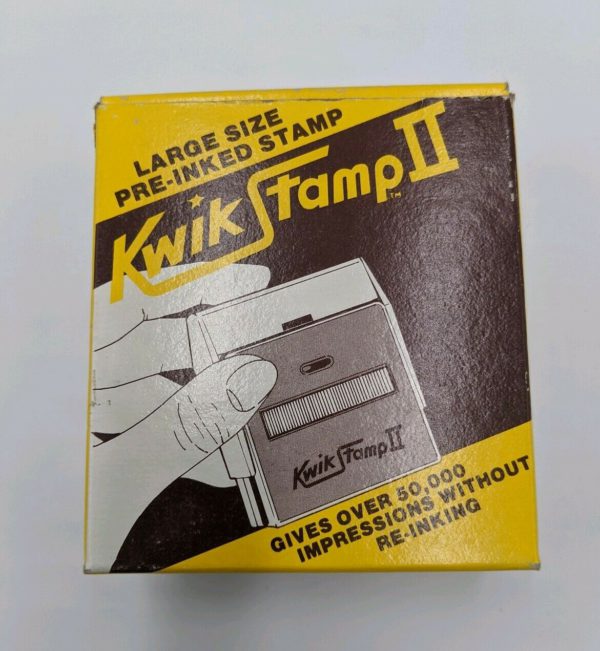 LARGE SIZE
PRE-INKED STAMP
Kwik Stamp II
TM
Kwik Stamp II
GIVES OVER 50,000
IMPRESSIONS WITHOUT
RE-INKING